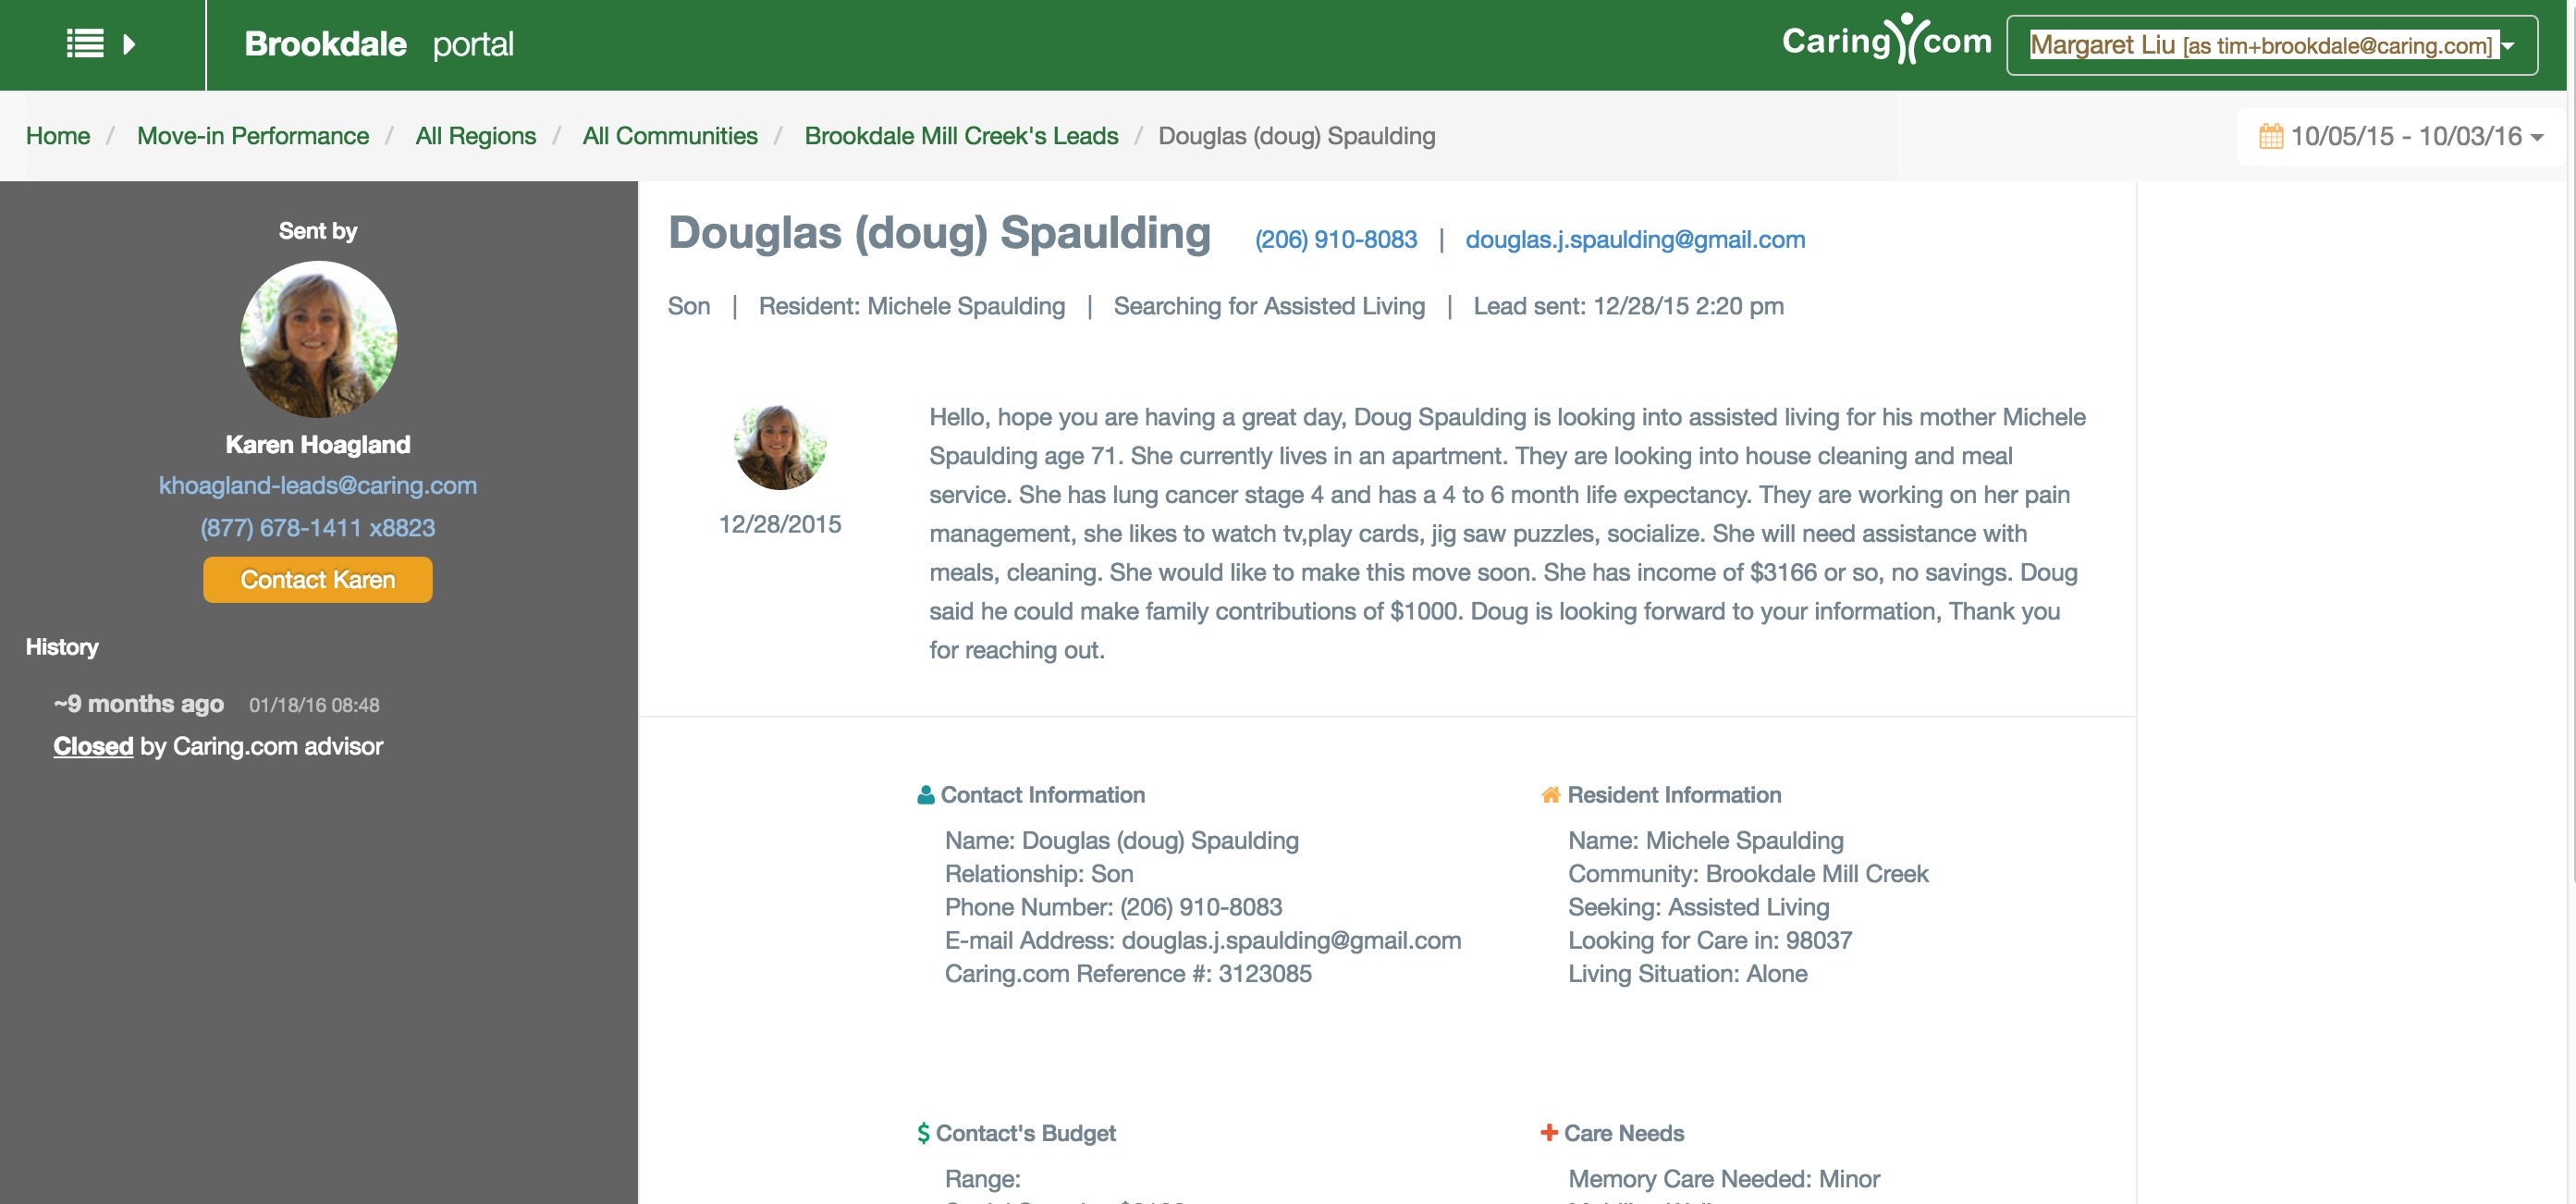 Brookdale portal
Caring.com
Margaret Liu [as tim+brookdale@caring.com]
Home / Move-in Performance / All Regions / All Communities / Brookdale Mill Creek's Leads / Douglas (doug) Spaulding
10/05/15 - 10/03/16
Sent by
Karen Hoagland
khoagland-leads@caring.com
(877) 678-1411 x8823
Contact Karen
History
~9 months ago 01/18/16 08:48
Closed by Caring.com advisor
Douglas (doug) Spaulding (206) 910-8083 | douglas.j.spaulding@gmail.com
Son | Resident: Michele Spaulding | Searching for Assisted Living | Lead sent: 12/28/15 2:20 pm
12/28/2015
Hello, hope you are having a great day, Doug Spaulding is looking into assisted living for his mother Michele
Spaulding age 71. She currently lives in an apartment. They are looking into house cleaning and meal
service. She has lung cancer stage 4 and has a 4 to 6 month life expectancy. They are working on her pain
management, she likes to watch tv,play cards, jig saw puzzles, socialize. She will need assistance with
meals, cleaning. She would like to make this move soon. She has income of $3166 or so, no savings. Doug
said he could make family contributions of $1000. Doug is looking forward to your information, Thank you
for reaching out.
Contact Information
Name: Douglas (doug) Spaulding
Relationship: Son
Phone Number: (206) 910-8083
E-mail Address: douglas.j.spaulding@gmail.com
Caring.com Reference #: 3123085
Resident Information
Name: Michele Spaulding
Community: Brookdale Mill Creek
Seeking: Assisted Living
Looking for Care in: 98037
Living Situation: Alone
$ Contact's Budget
Range:
Care Needs
Memory Care Needed: Minor